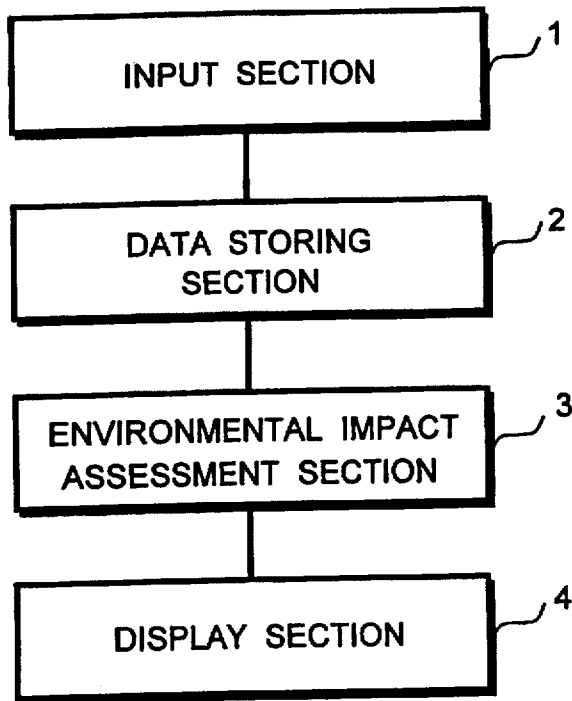 1
INPUT SECTION
2
DATA STORING
SECTION
3
ENVIRONMENTAL IMPACT
ASSESSMENT SECTION
4
DISPLAY SECTION